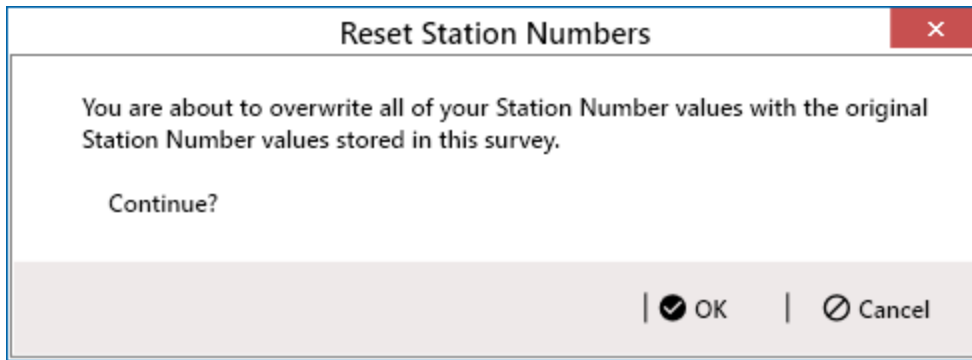 Reset Station Numbers
You are about to overwrite all of your Station Number values with the original
Station Number values stored in this survey.
Continue?
OK
Cancel